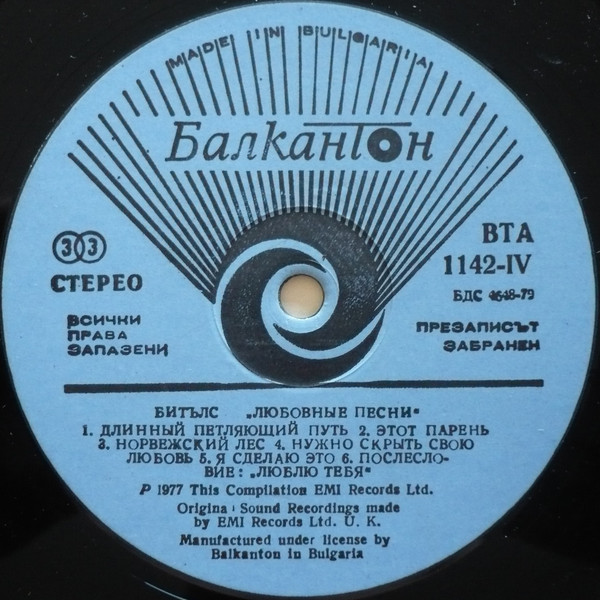 MADE IN BULGARIA
Балкантон
33
СТЕРЕО
ВСИЧКИ
ПРАВА
ЗАПАЗЕНИ
ВТА
1142-IV
БДС 4648-79
ПРЕЗАПИСЪТ
ЗАБРАНЕН
БИТЪЛС „ЛЮБОВНЫЕ ПЕСНИ“
1. ДЛИННЫЙ ПЕТЛЯЮЩИЙ ПУТЬ 2. ЭТОТ ПАРЕНЬ
3. НОРВЕЖСКИЙ ЛЕС 4. НУЖНО СКРЫТЬ СВОЮ
ЛЮБОВЬ 5. Я СДЕЛАЮ ЭТО 6. ПОСЛЕСЛО-
ВИЕ: „ЛЮБЛЮ ТЕБЯ“
P 1977 This Compilation EMI Records Ltd.
Origina Sound Recordings made
by EMI Records Ltd. U. K.
Manufactured under license by
Balkanton in Bulgaria